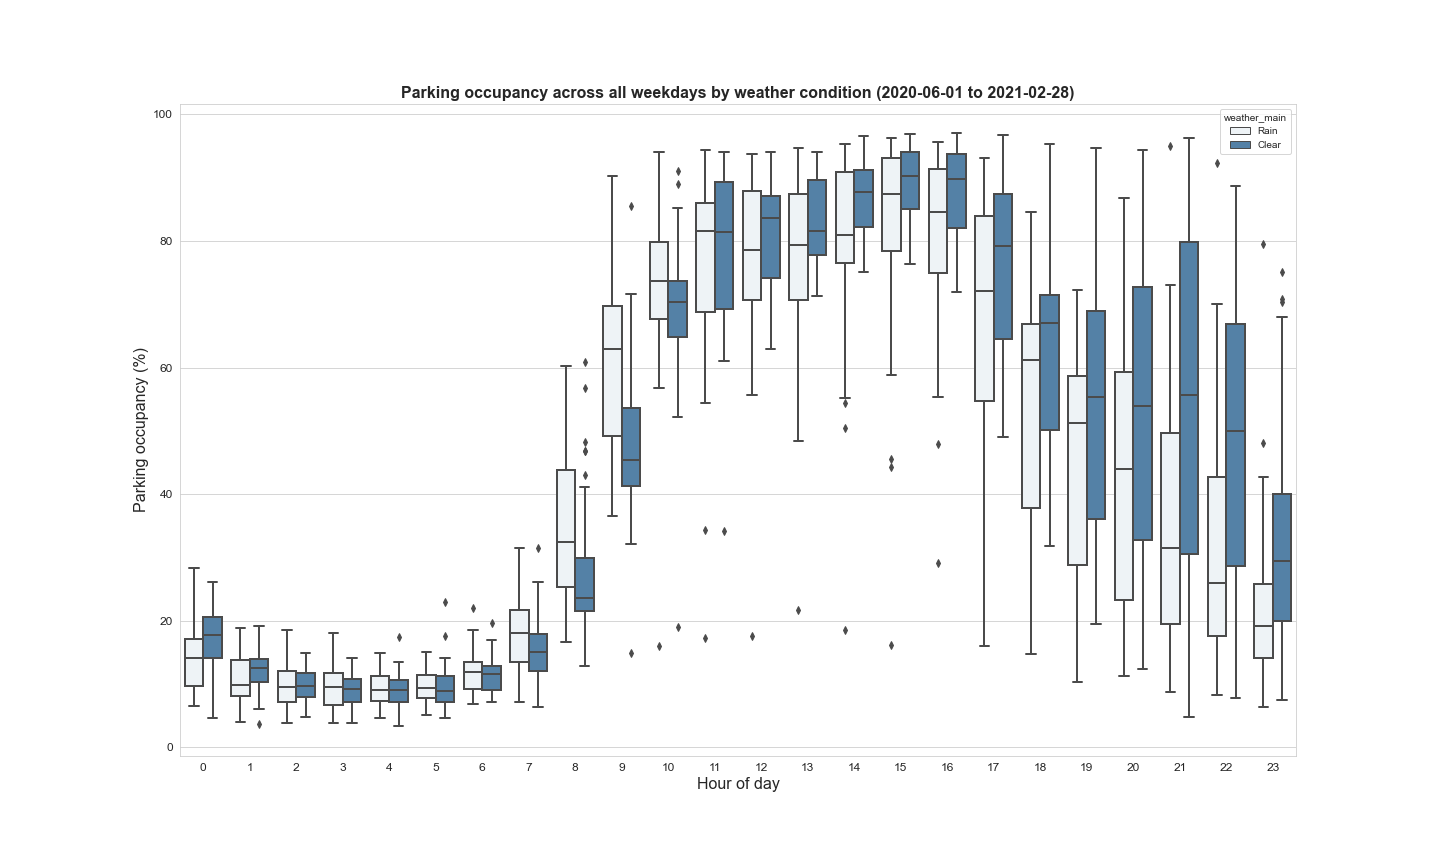 Parking occupancy across all weekdays by weather condition (2020-06-01 to 2021-02-28)
weather_main
Rain
Clear
Parking occupancy (%)
100
80
60
40
20
0
0 1 2 3 4 5 6 7 8 9 10 11 12 13 14 15 16 17 18 19 20 21 22 23
Hour of day